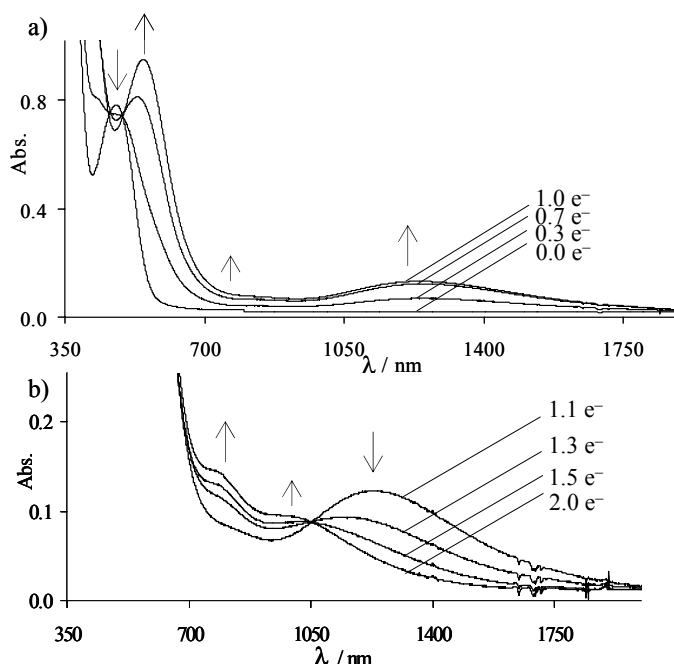 a)
0.8
0.4
0.0
Abs.
1.0 e⁻
0.7 e⁻
0.3 e⁻
0.0 e⁻
350
700
1050
1400
1750
λ / nm
b)
0.2
0.1
0.0
Abs.
1.1 e⁻
1.3 e⁻
1.5 e⁻
2.0 e⁻
350
700
1050
1400
1750
λ / nm